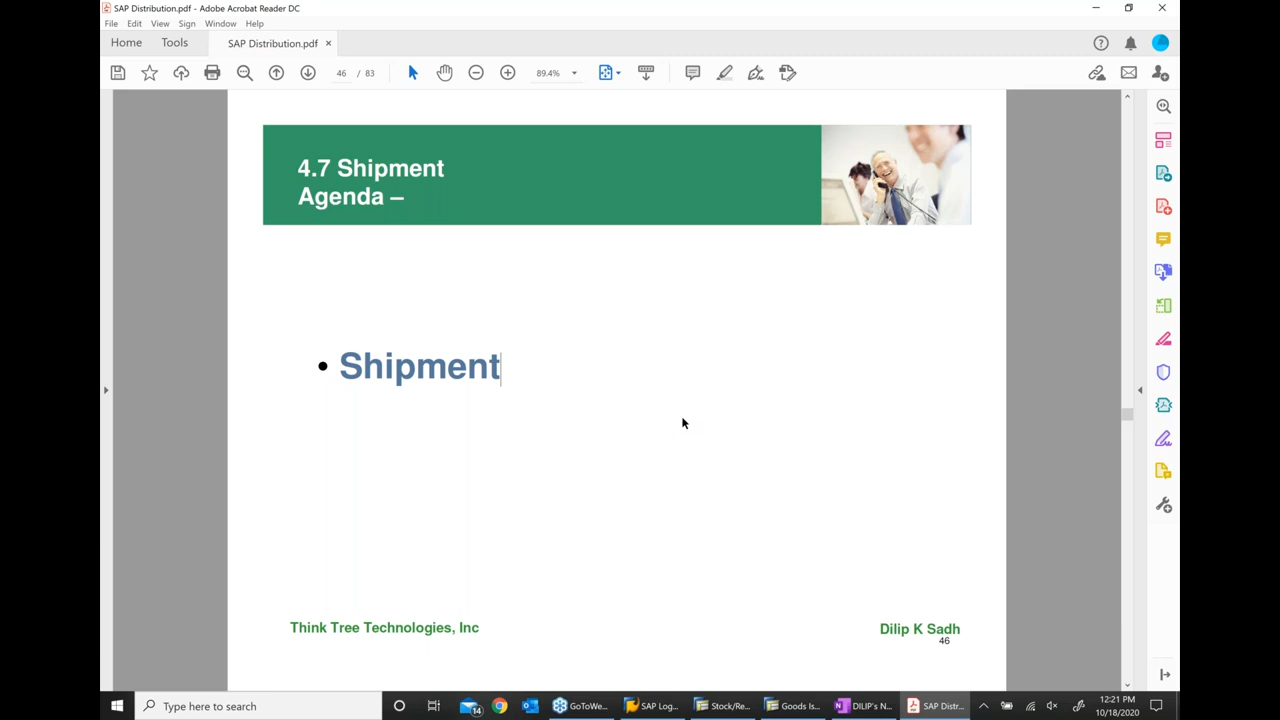 SAP Distribution.pdf - Adobe Acrobat Reader DC
File Edit View Sign Window Help
Home Tools SAP Distribution.pdf ×
46 / 83 89.4%
4.7 Shipment
Agenda –
• Shipment
Think Tree Technologies, Inc
Dilip K Sadh
46
Type here to search
14
GoToWe...
SAP Log...
Stock/Re...
Goods Is...
DILIP's N...
SAP Distr...
12:21 PM
10/18/2020